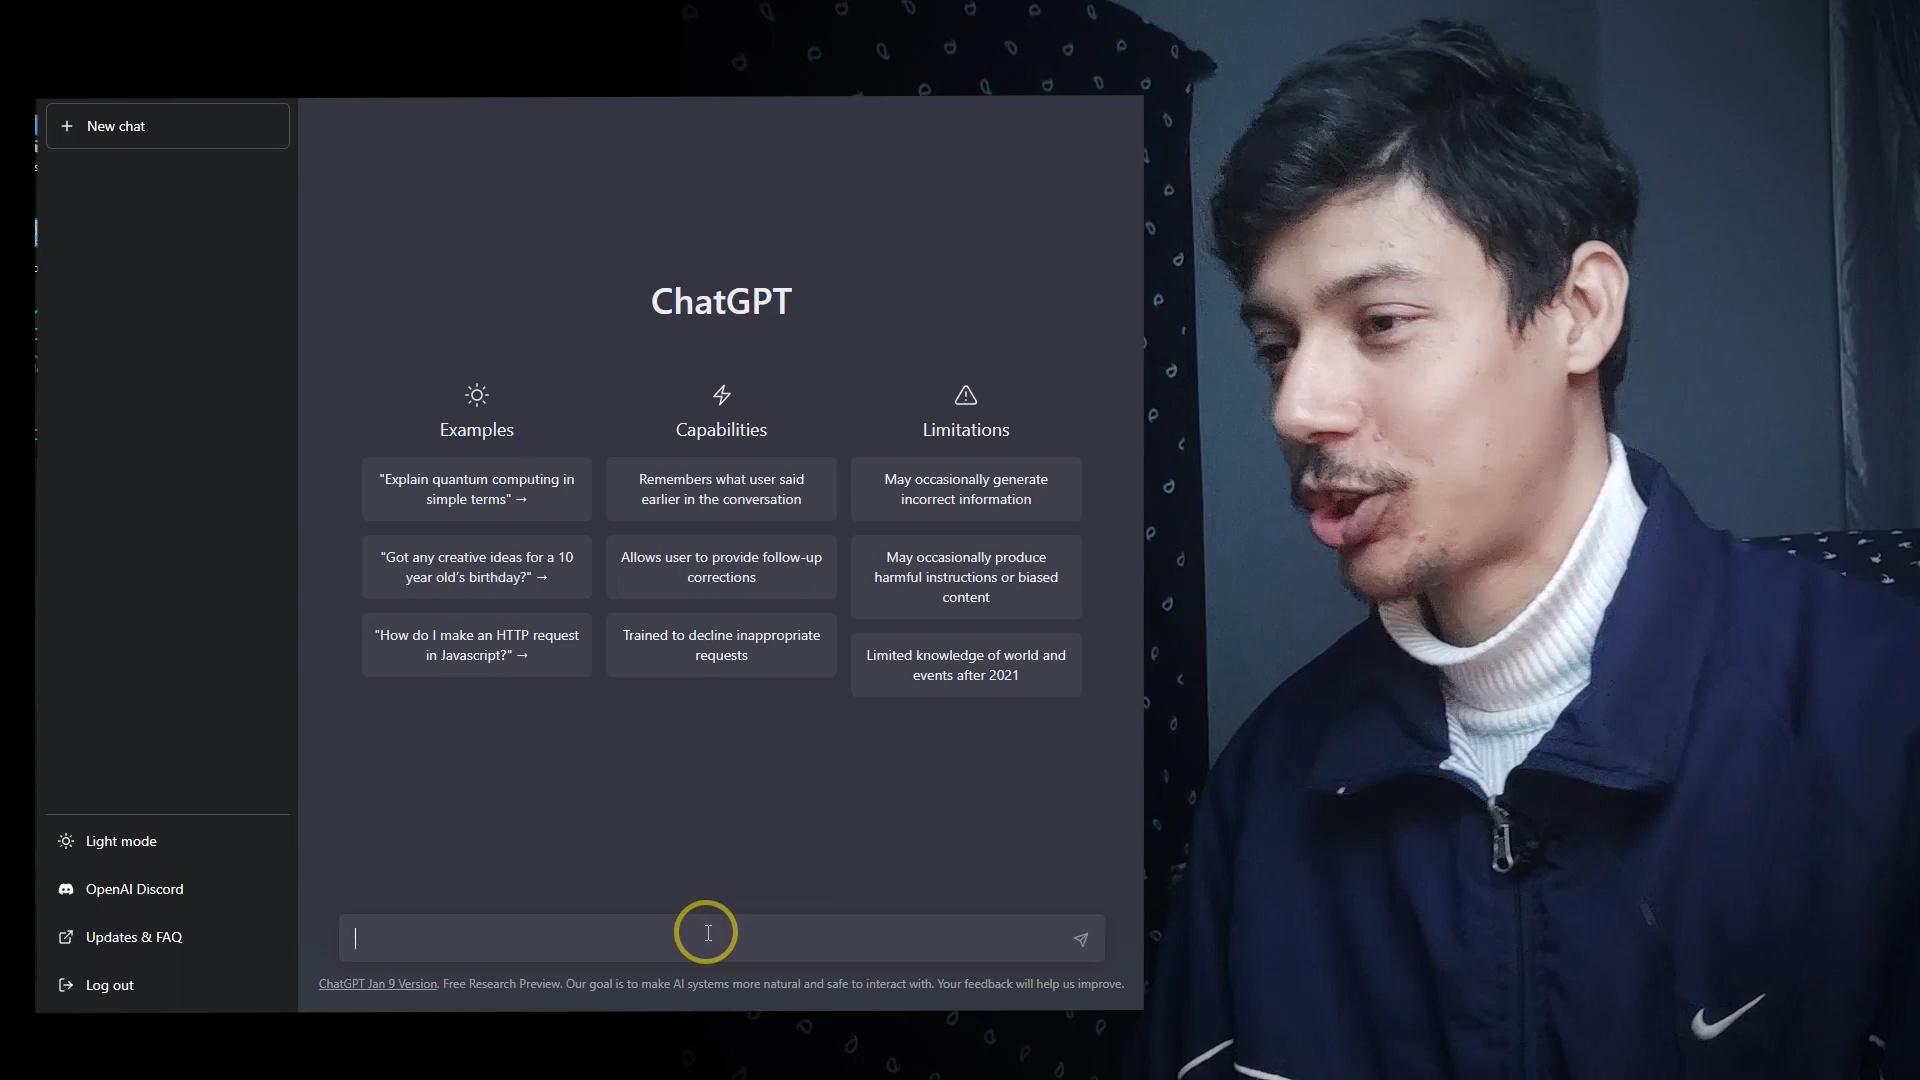 New chat
ChatGPT
Examples
"Explain quantum computing in
simple terms" →
"Got any creative ideas for a 10
year old's birthday?" →
"How do I make an HTTP request
in Javascript?" →
Capabilities
Remembers what user said
earlier in the conversation
Allows user to provide follow-up
corrections
Trained to decline inappropriate
requests
Limitations
May occasionally generate
incorrect information
May occasionally produce
harmful instructions or biased
content
Limited knowledge of world and
events after 2021
Light mode
OpenAI Discord
Updates & FAQ
Log out
ChatGPT Jan 9 Version. Free Research Preview. Our goal is to make AI systems more natural and safe to interact with. Your feedback will help us improve.